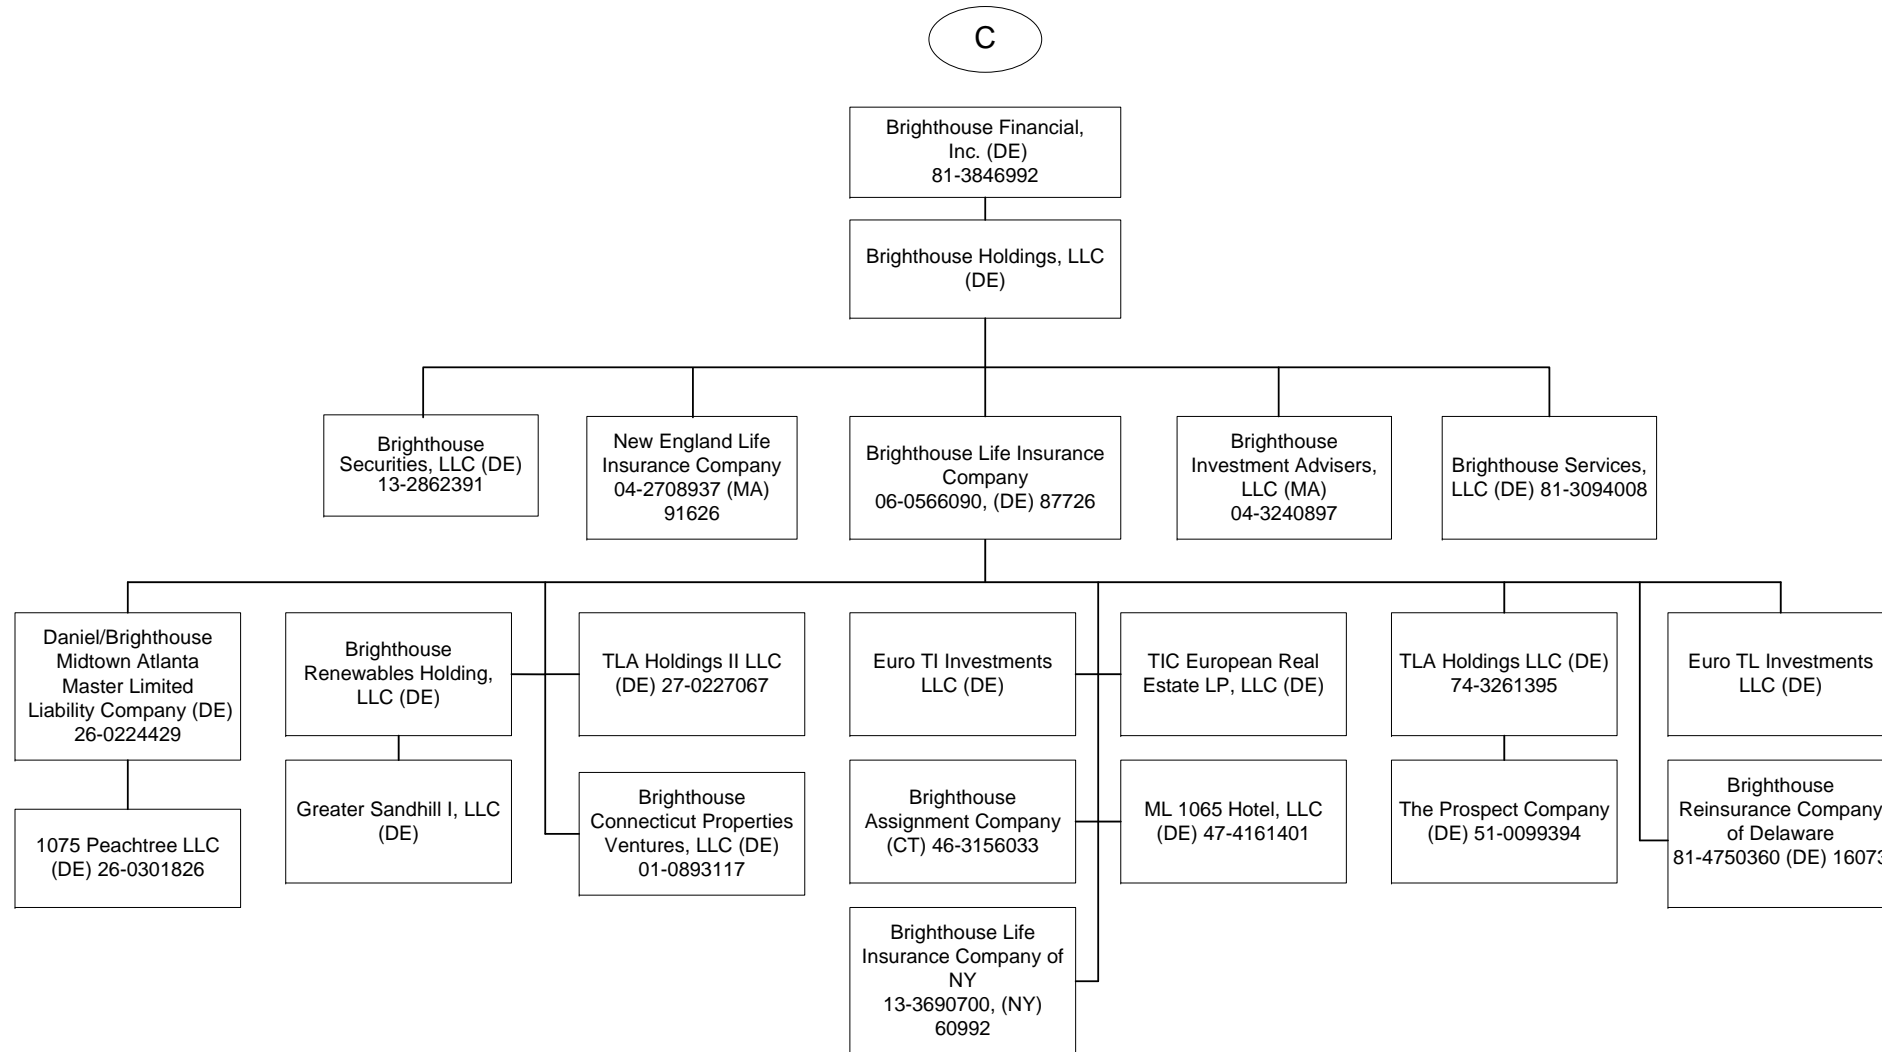 C
Brighthouse Financial,
Inc. (DE)
81-3846992
Brighthouse Holdings, LLC
(DE)
Brighthouse
Securities, LLC (DE)
13-2862391
New England Life
Insurance Company
04-2708937 (MA)
91626
Brighthouse Life Insurance
Company
06-0566090, (DE) 87726
Brighthouse
Investment Advisers,
LLC (MA)
04-3240897
Brighthouse Services,
LLC (DE) 81-3094008
Daniel/Brighthouse
Midtown Atlanta
Master Limited
Liability Company (DE)
26-0224429
Brighthouse
Renewables Holding,
LLC (DE)
TLA Holdings II LLC
(DE) 27-0227067
Euro TI Investments
LLC (DE)
TIC European Real
Estate LP, LLC (DE)
TLA Holdings LLC (DE)
74-3261395
Euro TL Investments
LLC (DE)
1075 Peachtree LLC
(DE) 26-0301826
Greater Sandhill I, LLC
(DE)
Brighthouse
Connecticut Properties
Ventures, LLC (DE)
01-0893117
Brighthouse
Assignment Company
(CT) 46-3156033
ML 1065 Hotel, LLC
(DE) 47-4161401
The Prospect Company
(DE) 51-0099394
Brighthouse
Reinsurance Company
of Delaware
81-4750360 (DE) 16073
Brighthouse Life
Insurance Company of
NY
13-3690700, (NY)
60992